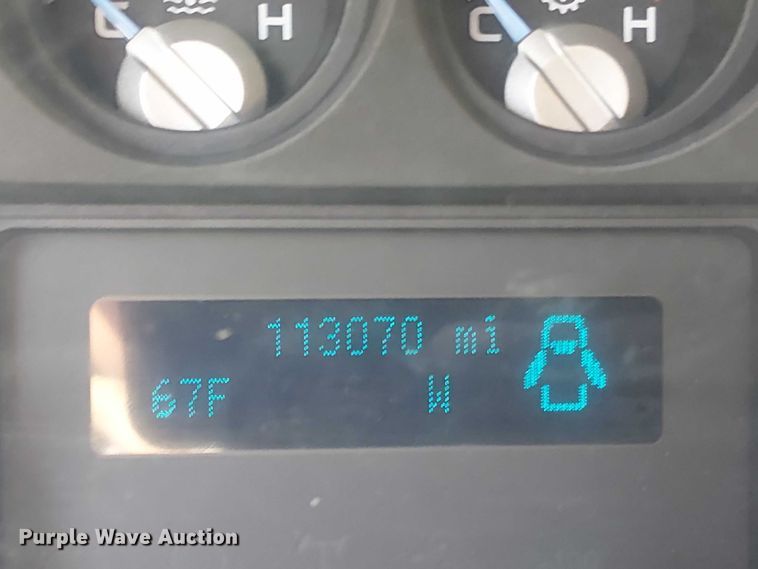 C H C H
113070 mi
67F W
Purple Wave Auction